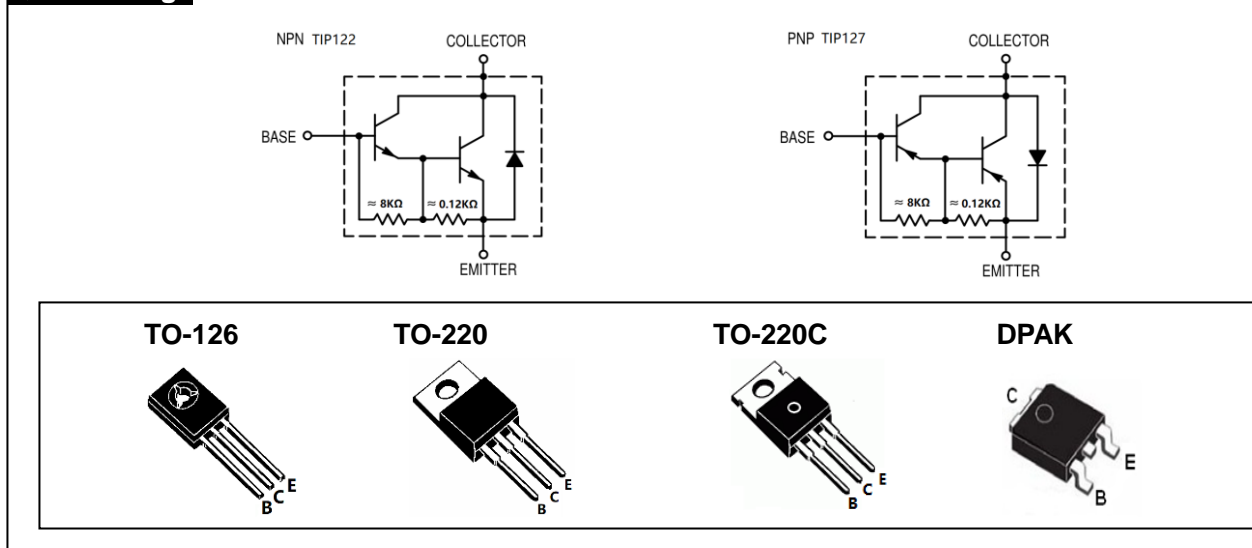 NPN TIP122
COLLECTOR
BASE
≈ 8KΩ ≈ 0.12KΩ
EMITTER
PNP TIP127
COLLECTOR
BASE
≈ 8KΩ ≈ 0.12KΩ
EMITTER
TO-126 TO-220 TO-220C DPAK
B C E
B C E
B C E
C
E
B